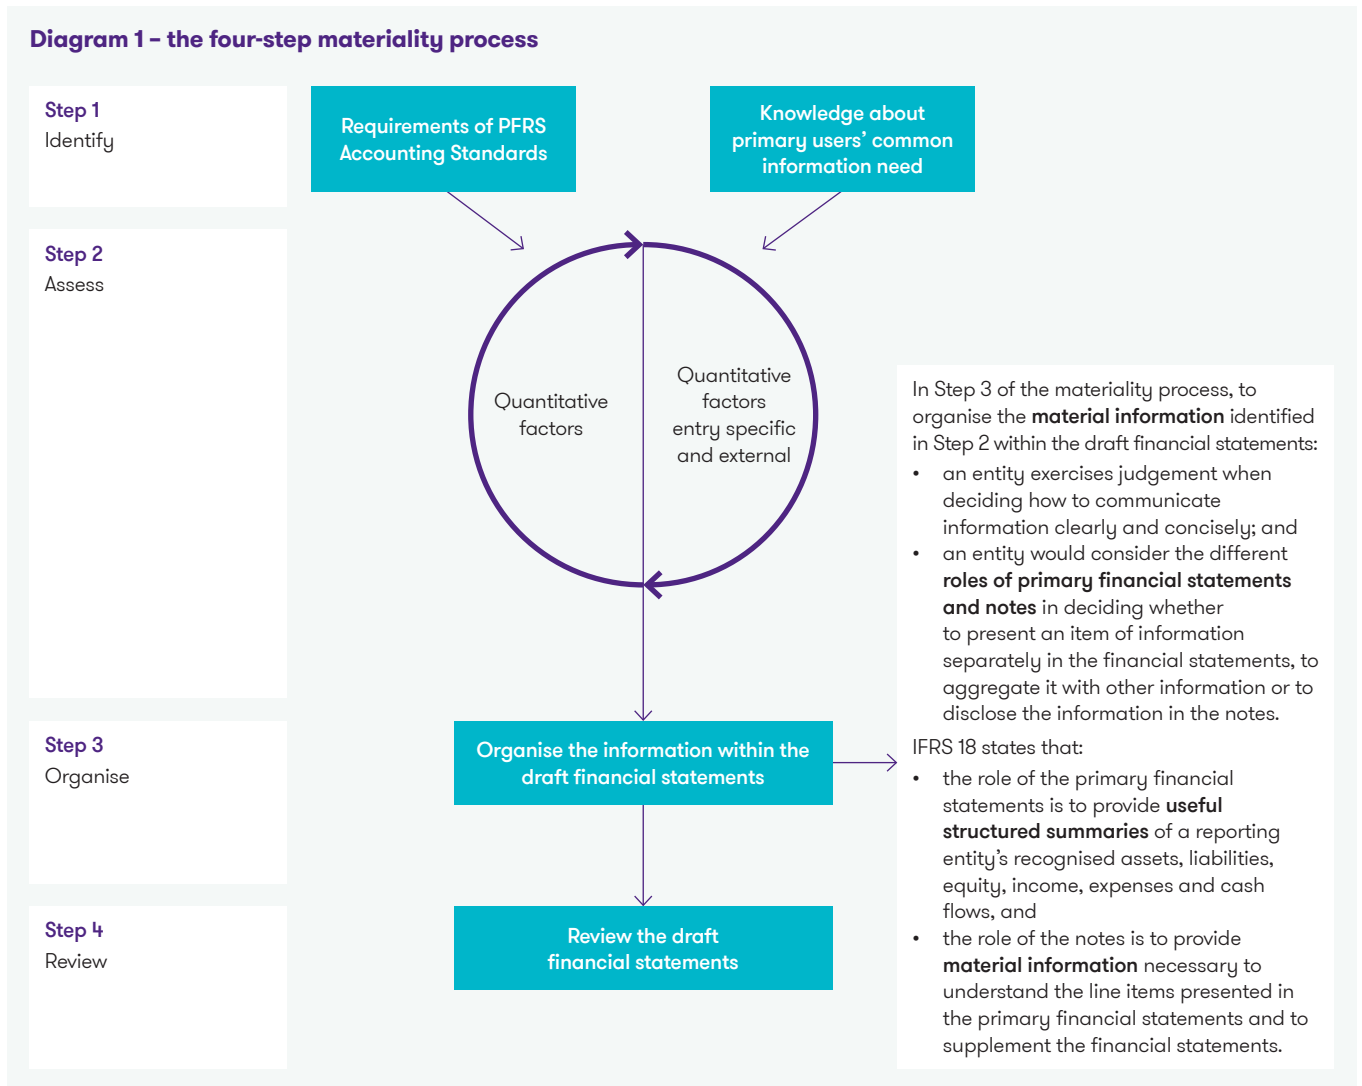 Diagram 1 – the four-step materiality process
Step 1
Identify
Requirements of PFRS
Accounting Standards
Knowledge about
primary users’ common
information need
Step 2
Assess
Quantitative
factors
Quantitative
factors
entry specific
and external
Step 3
Organise
Organise the information within the
draft financial statements
Step 4
Review
Review the draft
financial statements
In Step 3 of the materiality process, to
organise the material information identified
in Step 2 within the draft financial statements:
• an entity exercises judgement when
deciding how to communicate
information clearly and concisely; and
• an entity would consider the different
roles of primary financial statements
and notes in deciding whether
to present an item of information
separately in the financial statements, to
aggregate it with other information or to
disclose the information in the notes.
IFRS 18 states that:
• the role of the primary financial
statements is to provide useful
structured summaries of a reporting
entity’s recognised assets, liabilities,
equity, income, expenses and cash
flows, and
• the role of the notes is to provide
material information necessary to
understand the line items presented in
the primary financial statements and to
supplement the financial statements.